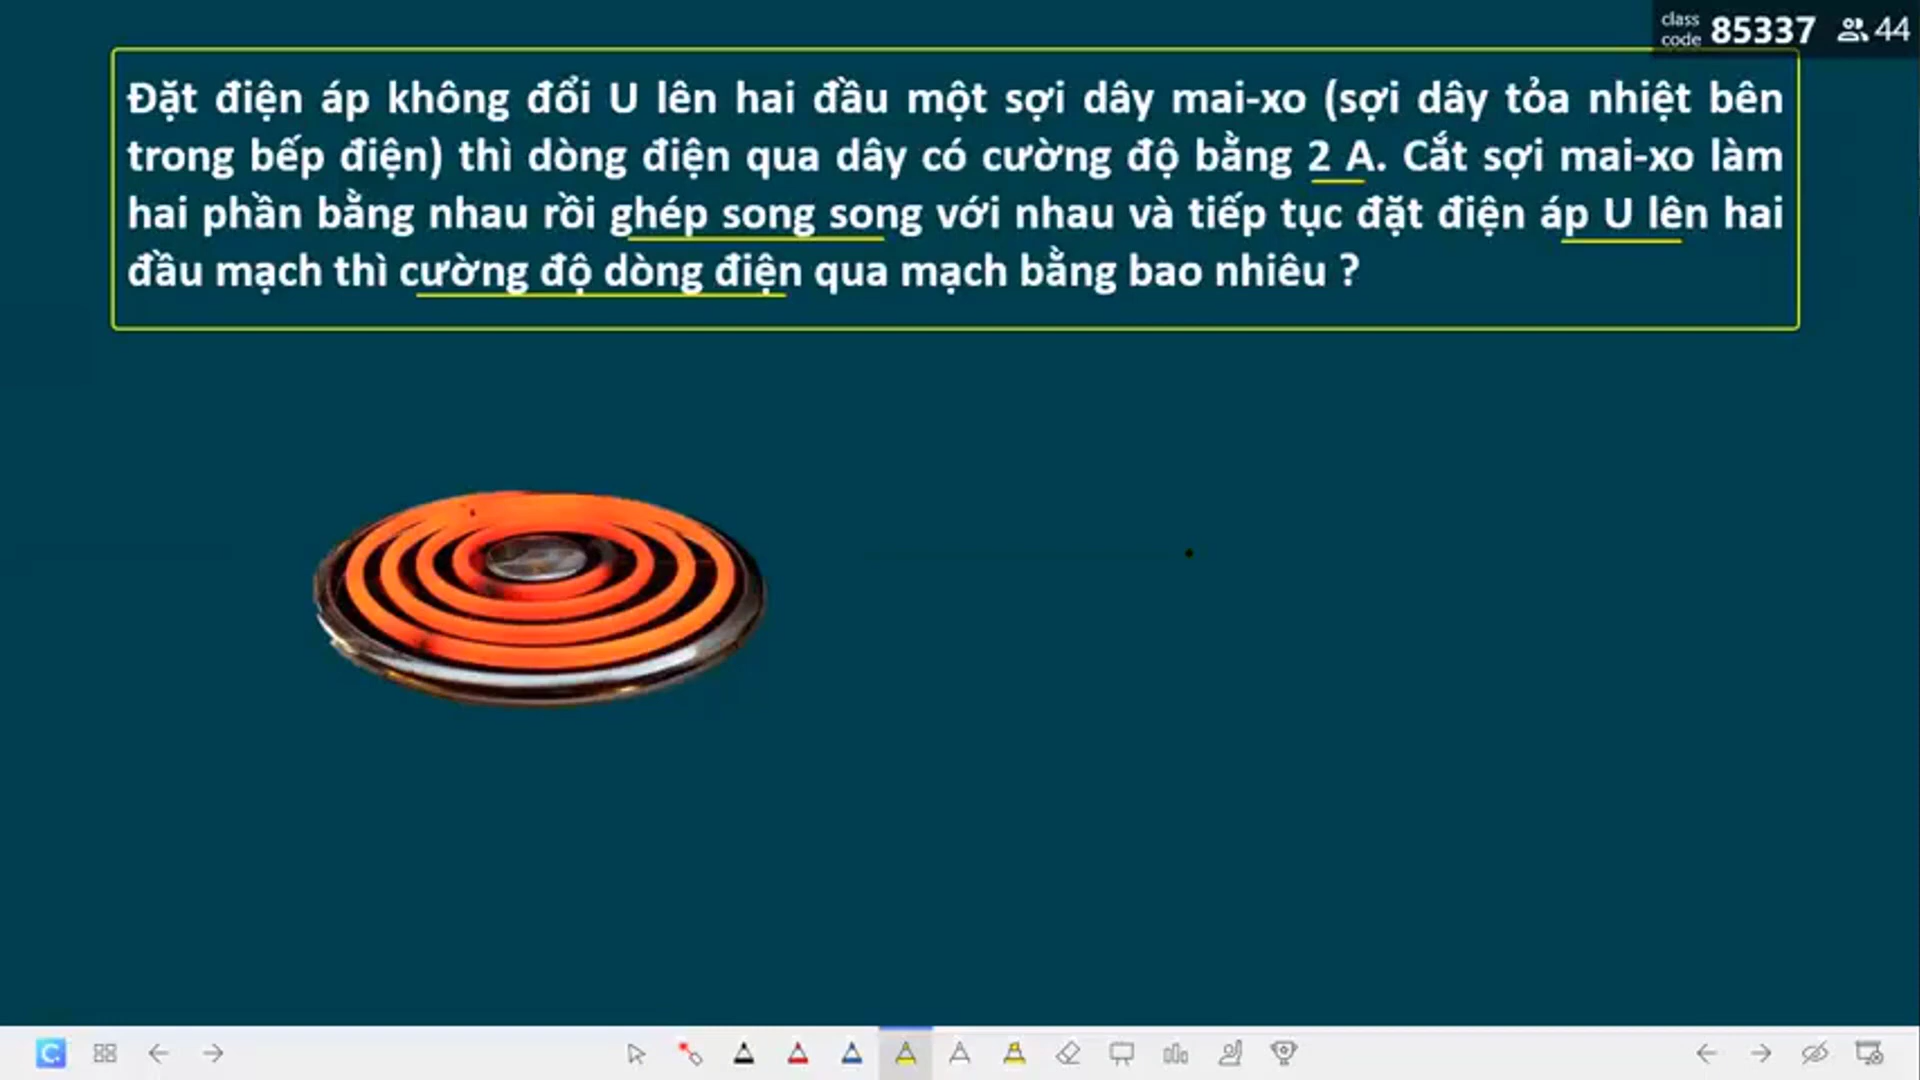 class code 85337 44
Đặt điện áp không đổi U lên hai đầu một sợi dây mai-xo (sợi dây tỏa nhiệt bên
trong bếp điện) thì dòng điện qua dây có cường độ bằng 2 A. Cắt sợi mai-xo làm
hai phần bằng nhau rồi ghép song song với nhau và tiếp tục đặt điện áp U lên hai
đầu mạch thì cường độ dòng điện qua mạch bằng bao nhiêu ?